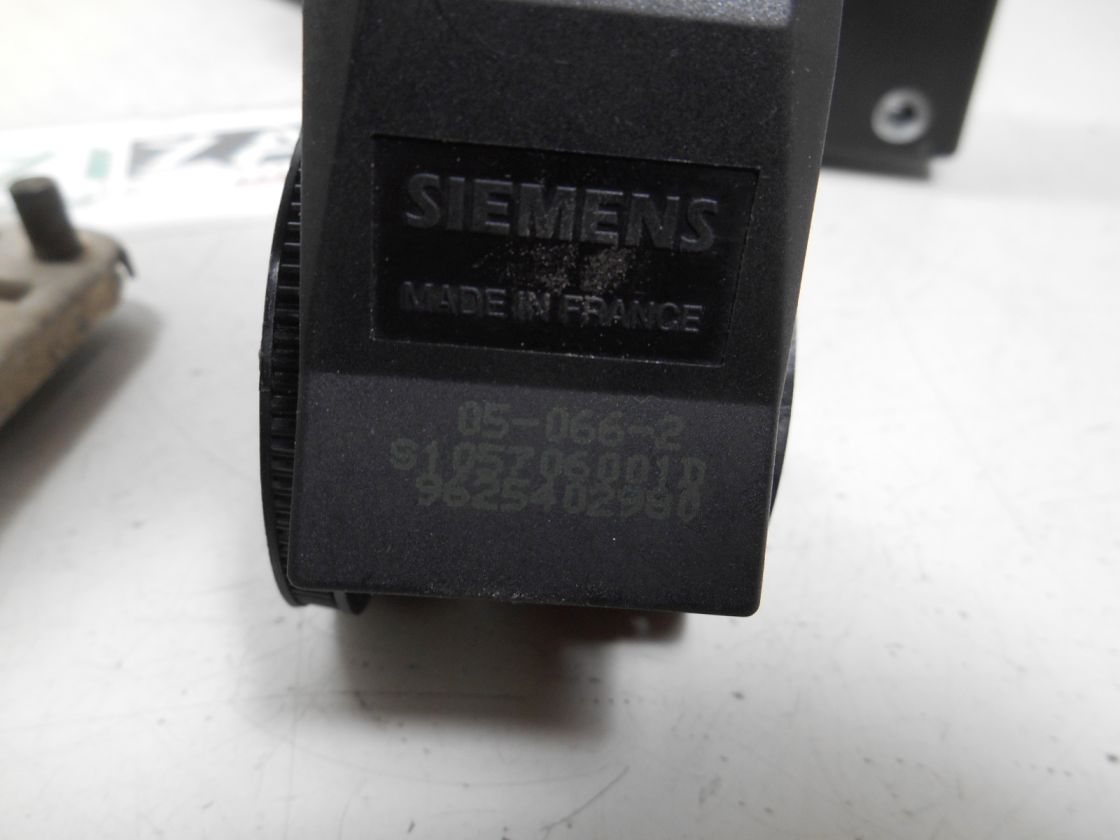 SIEMENS
MADE IN FRANCE
05-066-2
S105706001D
9625402980